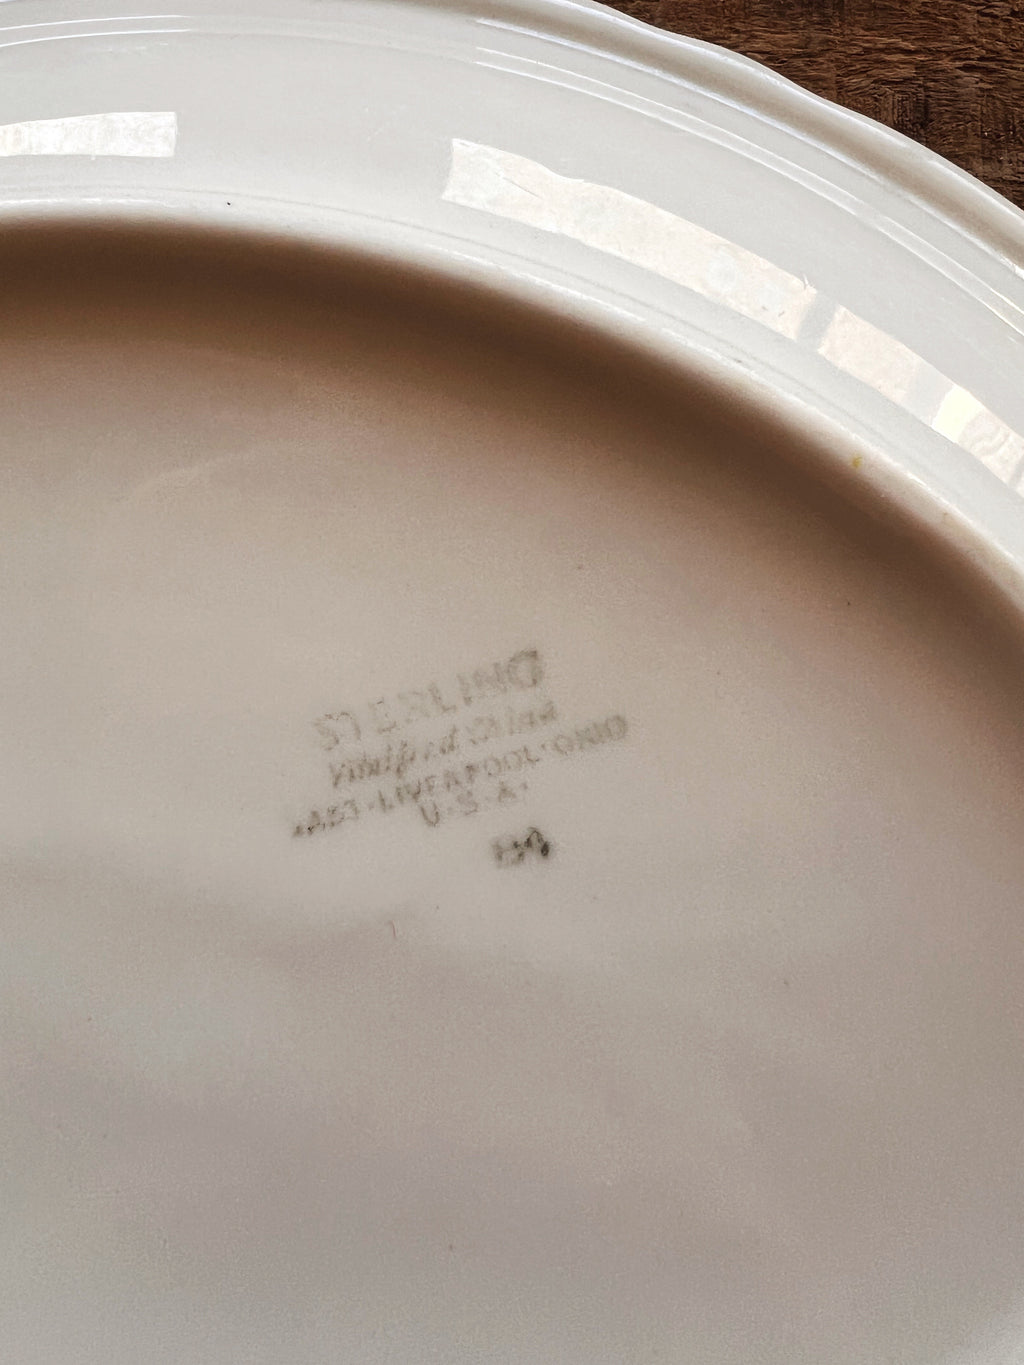 STERLING
Vitrified China
EAST LIVERPOOL, OHIO
U.S.A.